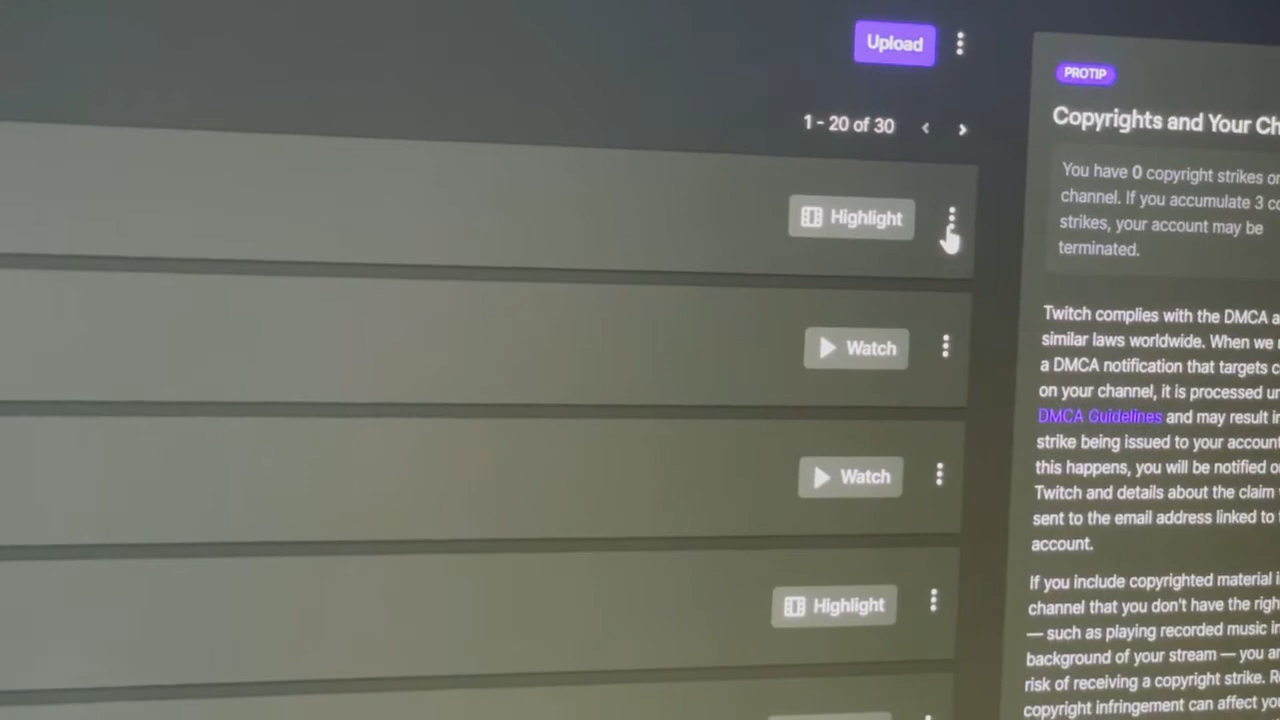 Upload
1 - 20 of 30
Highlight
Watch
Watch
Highlight
PROTIP
Copyrights and Your
You have 0 copyright strikes
channel. If you accumulate 3
strikes, your account may be
terminated.
Twitch complies with the DMCA
similar laws worldwide. When we
a DMCA notification that targets
on your channel, it is processed
DMCA Guidelines and may result
strike being issued to your account
this happens, you will be notified
Twitch and details about the claim
sent to the email address linked to
account.
If you include copyrighted material
channel that you don't have the
— such as playing recorded music
background of your stream — you
risk of receiving a copyright strike.
copyright infringement can affect